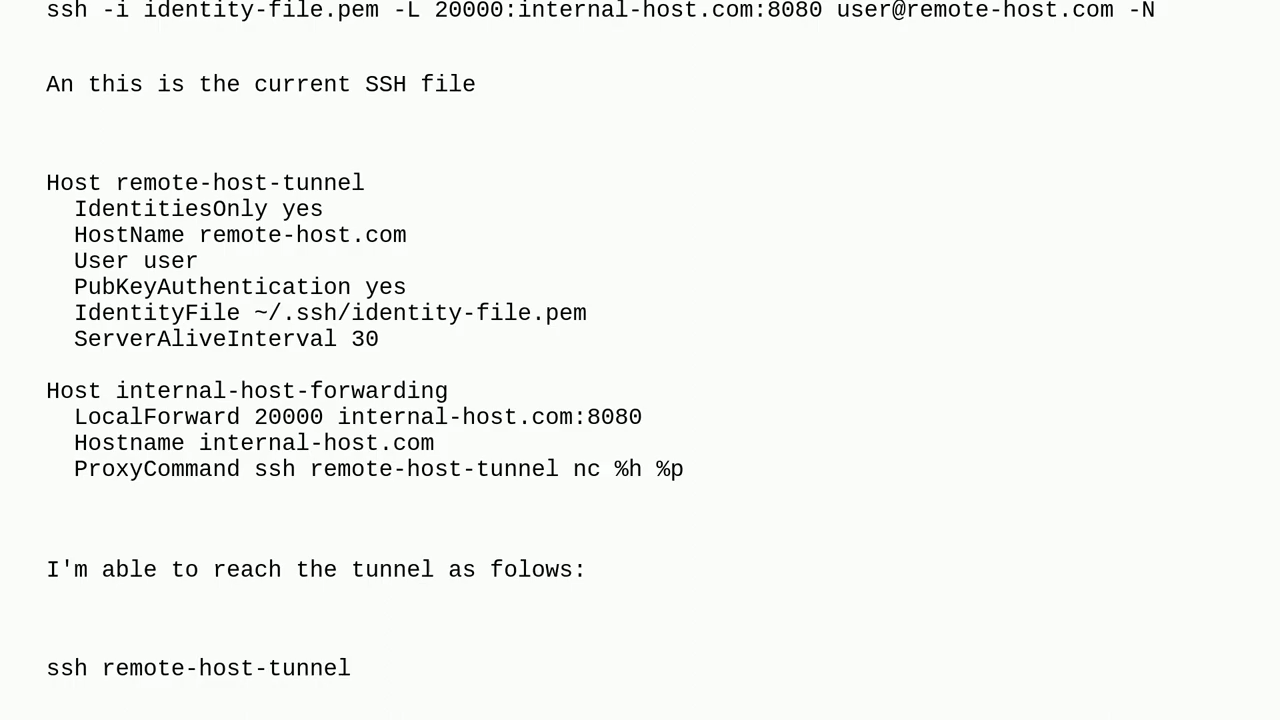 ssh -i identity-file.pem -L 20000:internal-host.com:8080 user@remote-host.com -N
An this is the current SSH file
Host remote-host-tunnel
IdentitiesOnly yes
HostName remote-host.com
User user
PubKeyAuthentication yes
IdentityFile ~/.ssh/identity-file.pem
ServerAliveInterval 30
Host internal-host-forwarding
LocalForward 20000 internal-host.com:8080
Hostname internal-host.com
ProxyCommand ssh remote-host-tunnel nc %h %p
I'm able to reach the tunnel as folows:
ssh remote-host-tunnel